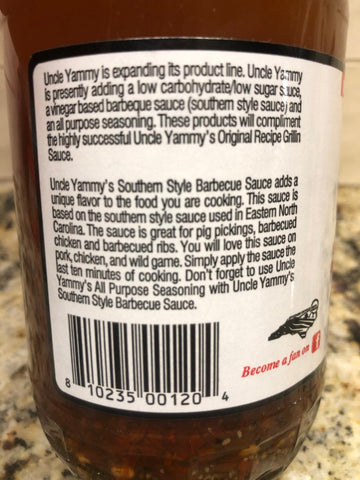 Uncle Yammy is expanding its product line. Uncle Yammy
is presently adding a low carbohydrate/low sugar sauce,
a vinegar based barbeque sauce (southern style sauce) and
an all purpose seasoning. These products will compliment
the highly successful Uncle Yammy's Original Recipe Grillin
Sauce.
Uncle Yammy's Southern Style Barbecue Sauce adds a
unique flavor to the food you are cooking. This sauce is
based on the southern style sauce used in Eastern North
Carolina. The sauce is great for pig pickings, barbecued
chicken and barbecued ribs. You will love this sauce on
pork, chicken, and wild game. Simply apply the sauce the
last ten minutes of cooking. Don't forget to use Uncle
Yammy's All Purpose Seasoning with Uncle Yammy's
Southern Style Barbecue Sauce.
Become a fan on f
8 10235 00120 4